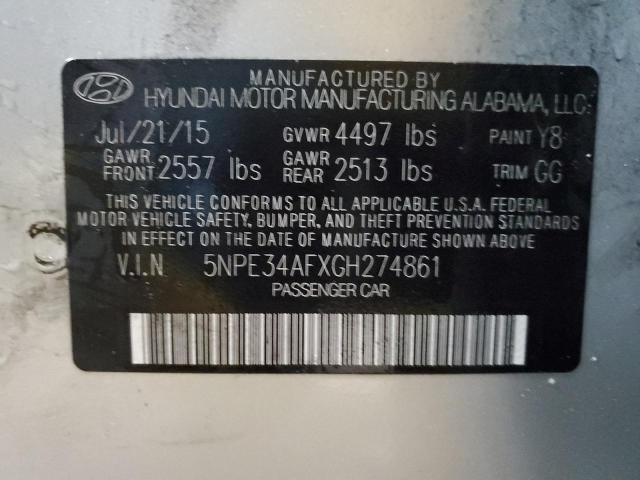 MANUFACTURED BY
HYUNDAI MOTOR MANUFACTURING ALABAMA, LLC
Jul/21/15 GVWR 4497 lbs PAINT Y8
GAWR FRONT 2557 lbs GAWR REAR 2513 lbs TRIM GG
THIS VEHICLE CONFORMS TO ALL APPLICABLE U.S.A. FEDERAL
MOTOR VEHICLE SAFETY, BUMPER, AND THEFT PREVENTION STANDARDS
IN EFFECT ON THE DATE OF MANUFACTURE SHOWN ABOVE
V.I.N 5NPE34AFXGH274861
PASSENGER CAR